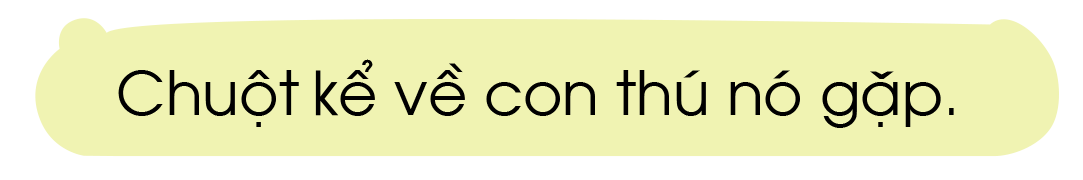 Chuột kể về con thú nó gặp.